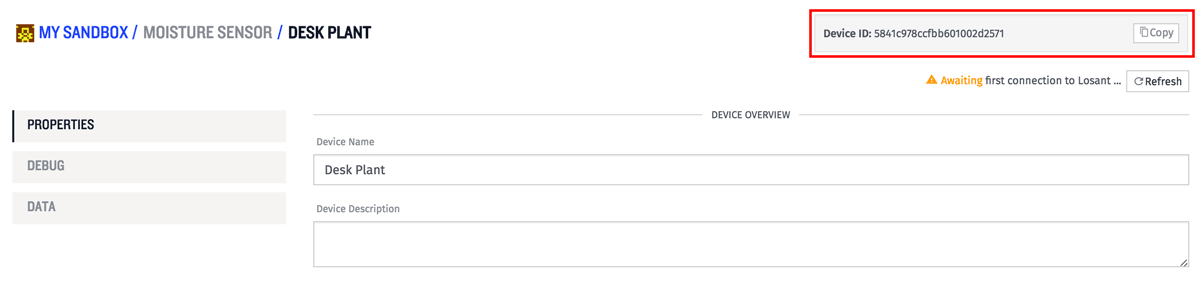 MY SANDBOX / MOISTURE SENSOR / DESK PLANT
Device ID: 5841c978ccfbb601002d2571
Copy
Awaiting first connection to Losant ...
Refresh
PROPERTIES
DEBUG
DATA
DEVICE OVERVIEW
Device Name
Desk Plant
Device Description